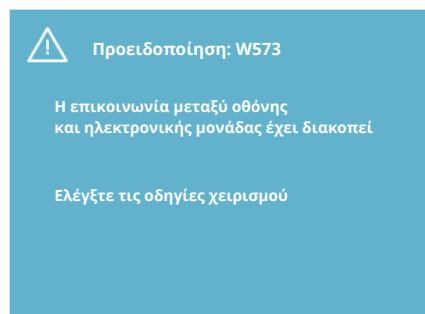 Προειδοποίηση: W573
Η επικοινωνία μεταξύ οθόνης
και ηλεκτρονικής μονάδας έχει διακοπεί
Ελέγξτε τις οδηγίες χειρισμού